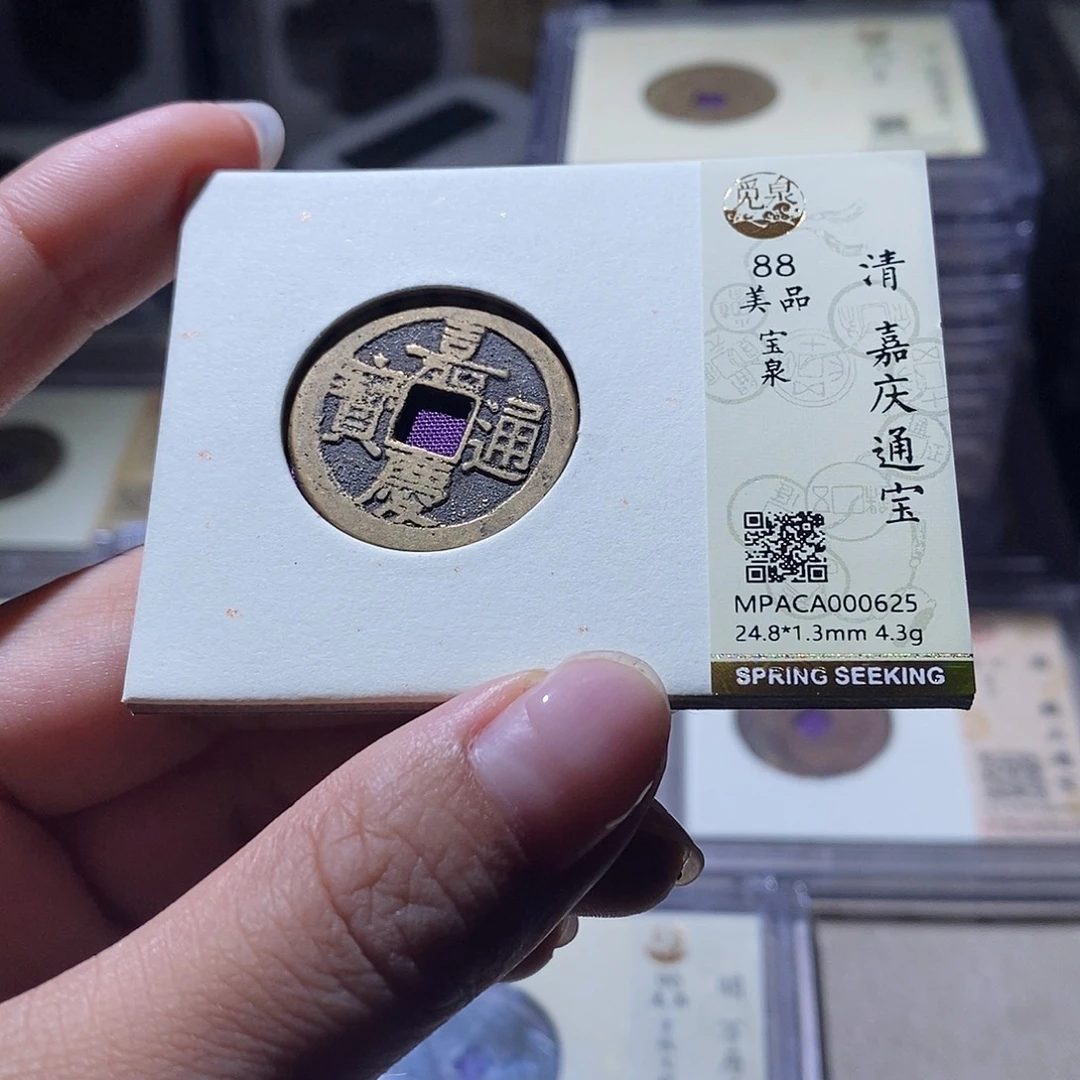 嘉慶通寶
觅泉
88
美品
宝泉
清 嘉庆通宝
MPACA000625
24.8*1.3mm 4.3g
SPRING SEEKING